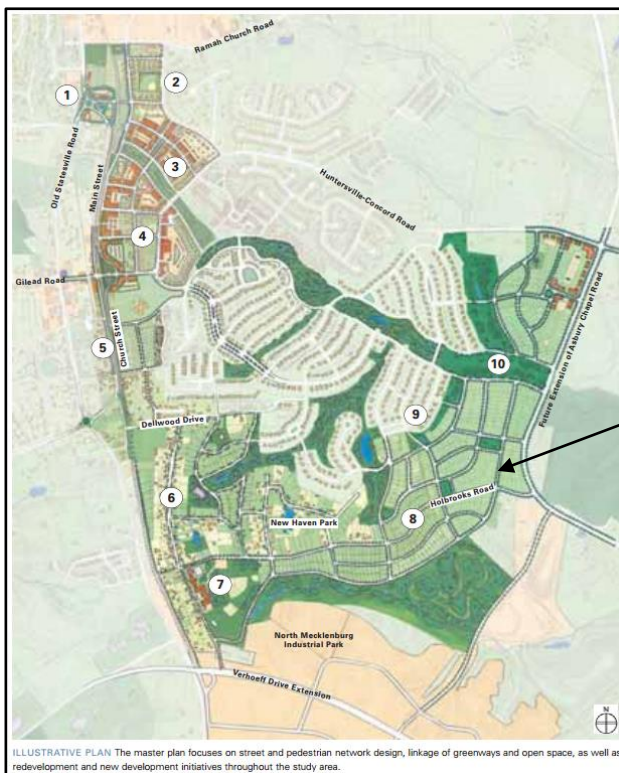 Ramah Church Road
1
2
Old Statesville Road
Main Street
3
Huntersville-Concord Road
4
Gilead Road
Church Street
5
Future Extension of Asbury Chapel Road
10
Dellwood Drive
9
6
Holbrooks Road
New Haven Park
8
7
North Mecklenburg
Industrial Park
Verhoeff Drive Extension
N
ILLUSTRATIVE PLAN The master plan focuses on street and pedestrian network design, linkage of greenways and open space, as well as
redevelopment and new development initiatives throughout the study area.